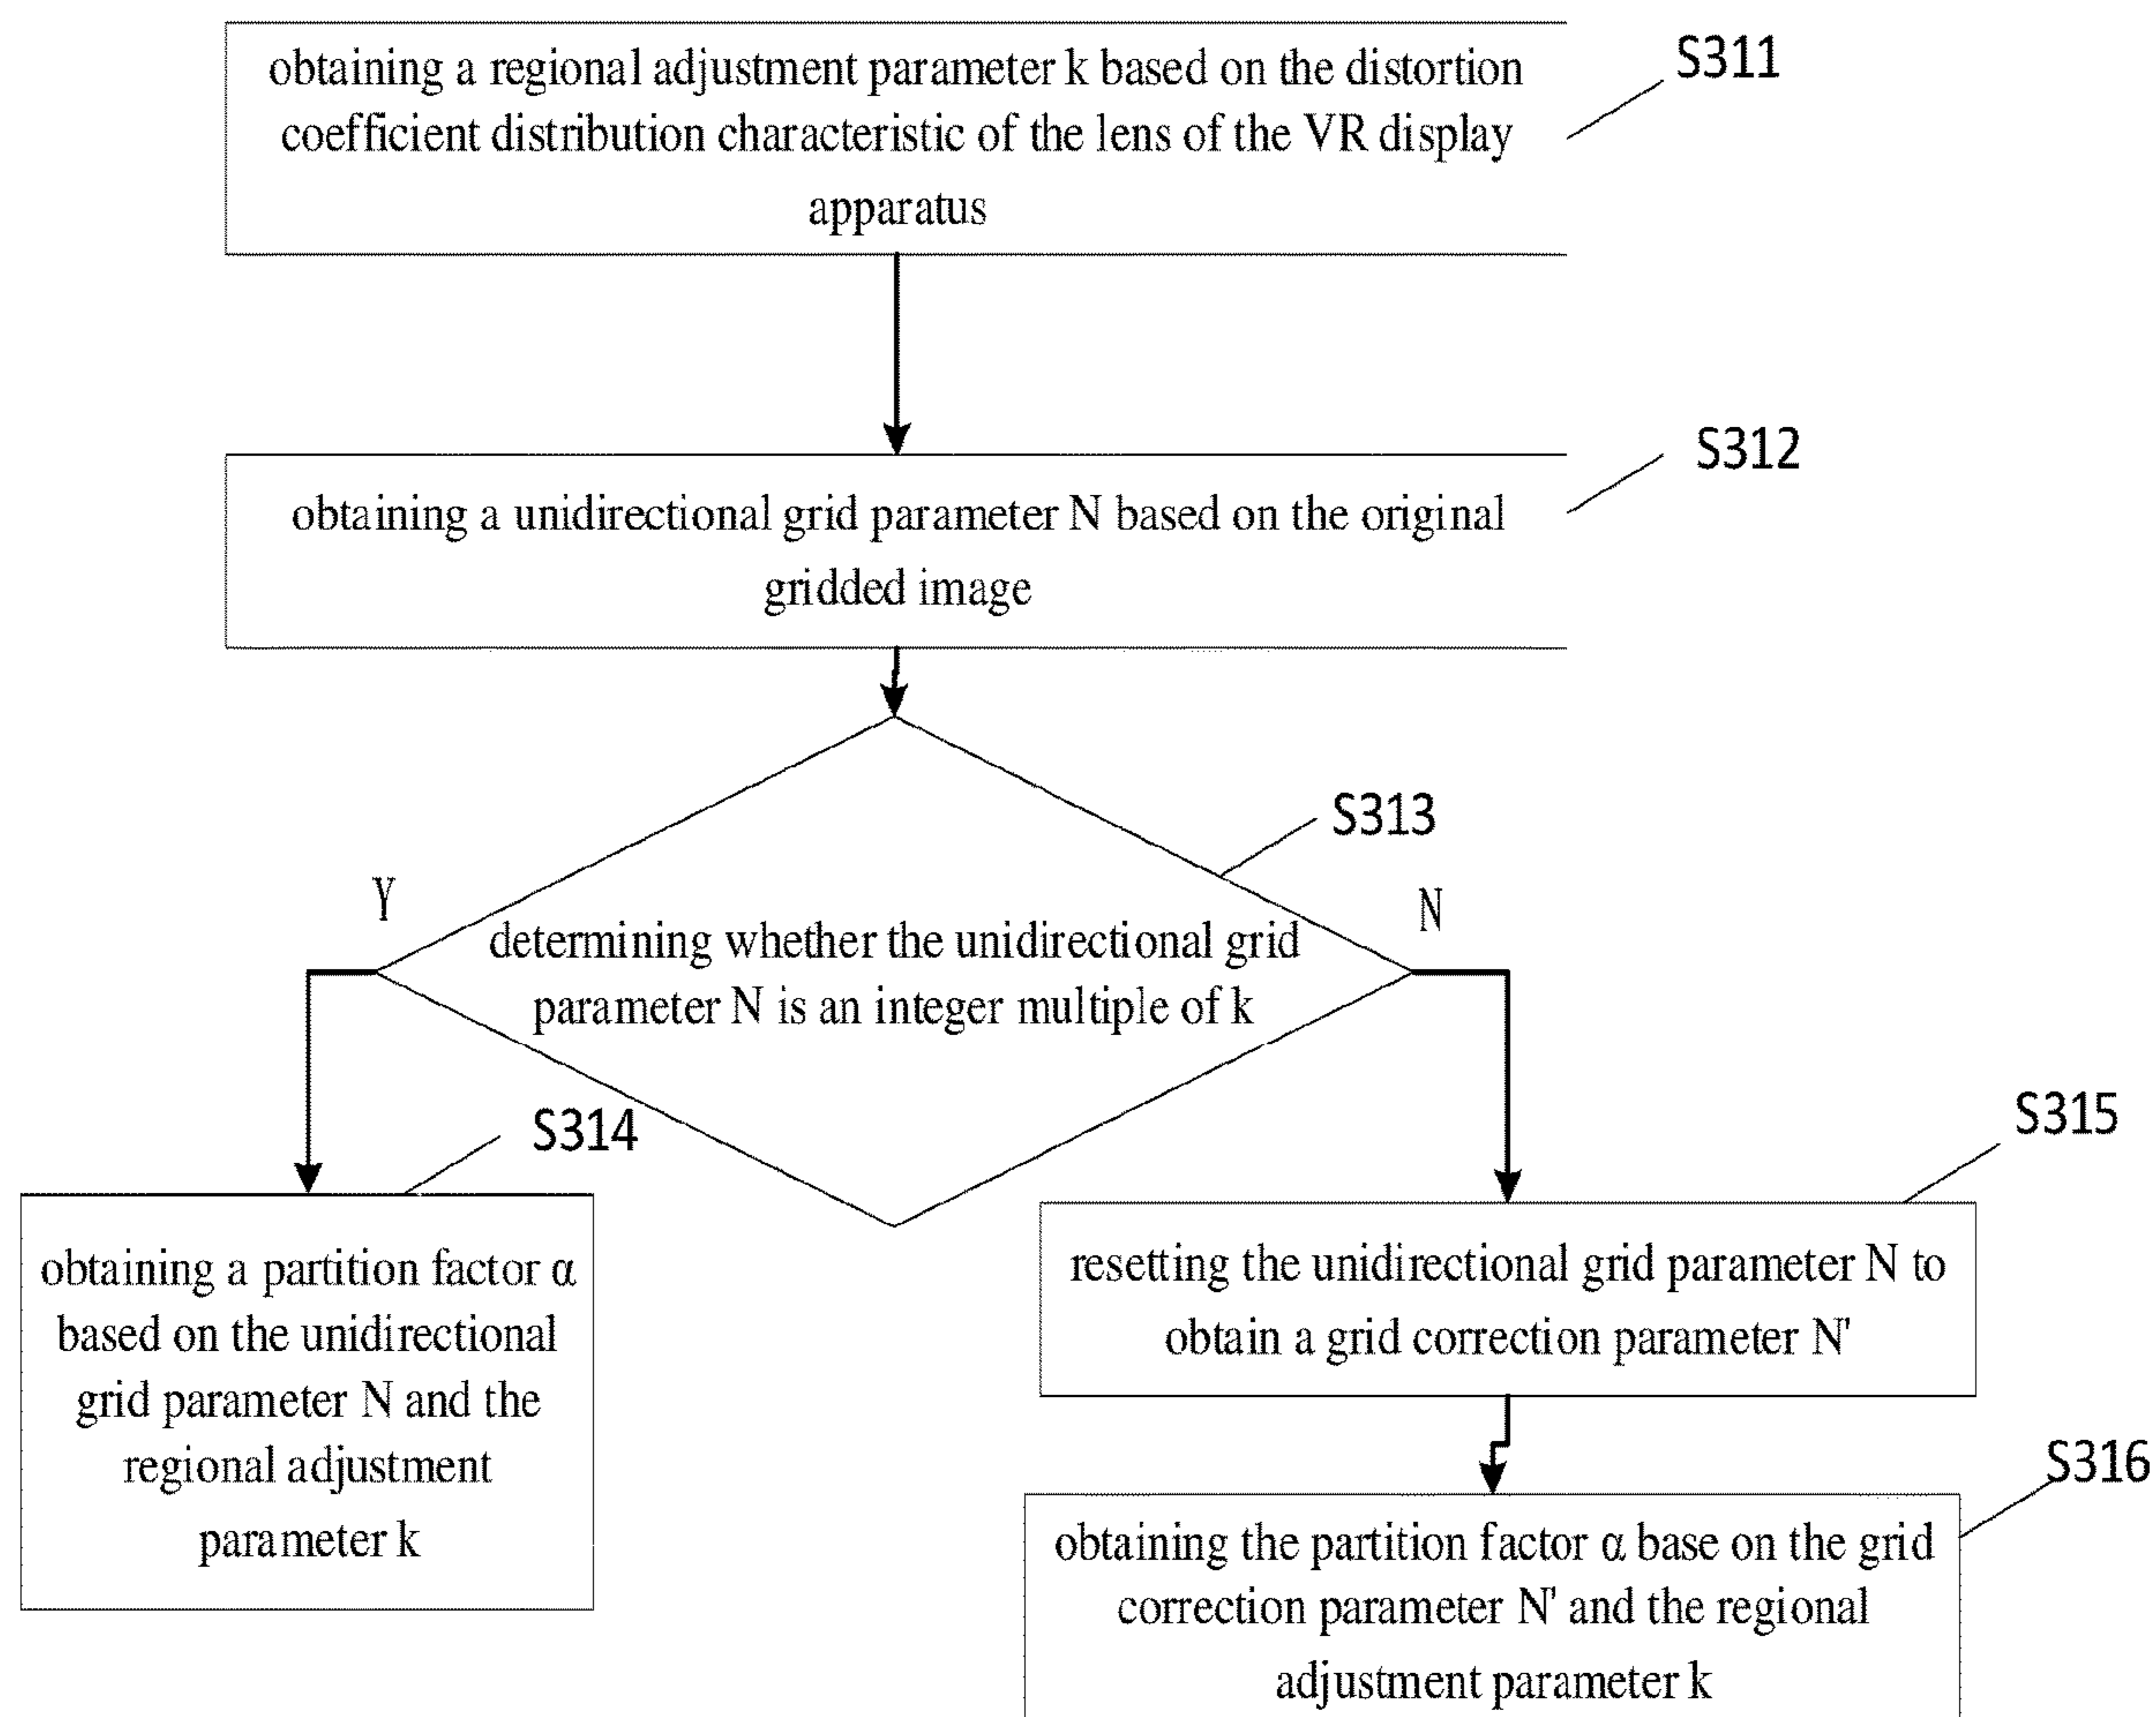 obtaining a regional adjustment parameter k based on the distortion
coefficient distribution characteristic of the lens of the VR display
apparatus
S311
obtaining a unidirectional grid parameter N based on the original
gridded image
S312
S313
Y
N
determining whether the unidirectional grid
parameter N is an integer multiple of k
S314
obtaining a partition factor α
based on the unidirectional
grid parameter N and the
regional adjustment
parameter k
S315
resetting the unidirectional grid parameter N to
obtain a grid correction parameter N'
S316
obtaining the partition factor α base on the grid
correction parameter N' and the regional
adjustment parameter k